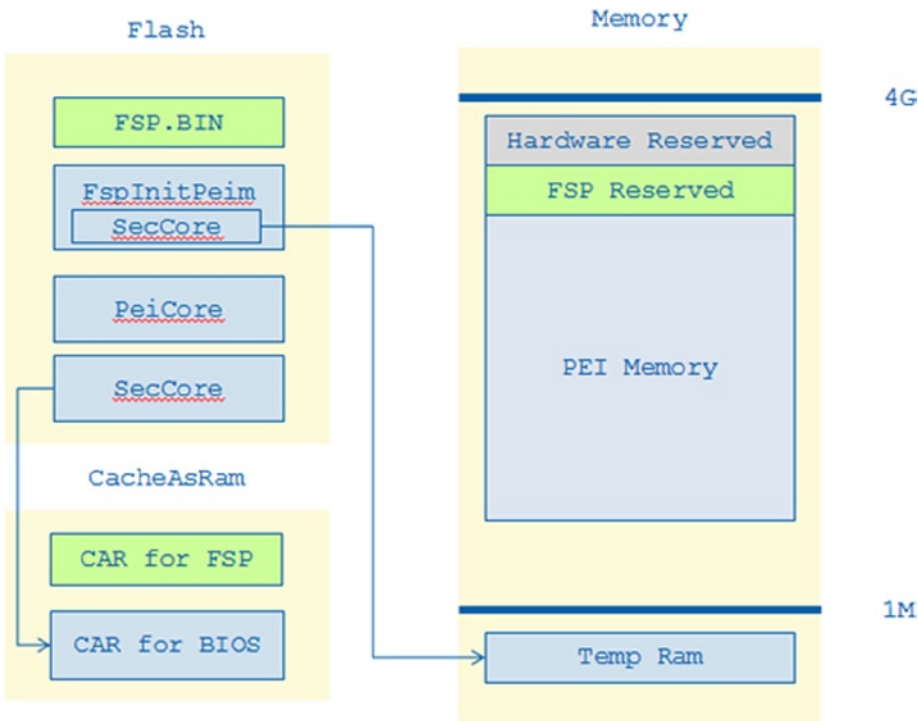 Flash
FSP.BIN
FspInitPeim
SecCore
PeiCore
SecCore
CacheAsRam
CAR for FSP
CAR for BIOS
Memory
4G
Hardware Reserved
FSP Reserved
PEI Memory
1M
Temp Ram